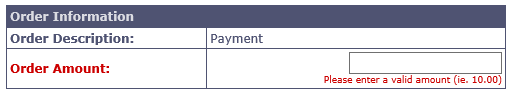 Order Information
Order Description: Payment
Order Amount:
Please enter a valid amount (ie. 10.00)